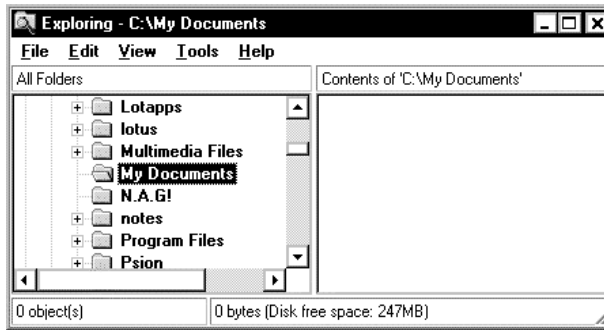 Exploring - C:\My Documents
File Edit View Tools Help
All Folders
Contents of 'C:\My Documents'
Lotapps
lotus
Multimedia Files
My Documents
N.A.G!
notes
Program Files
Psion
0 object(s)
0 bytes (Disk free space: 247MB)